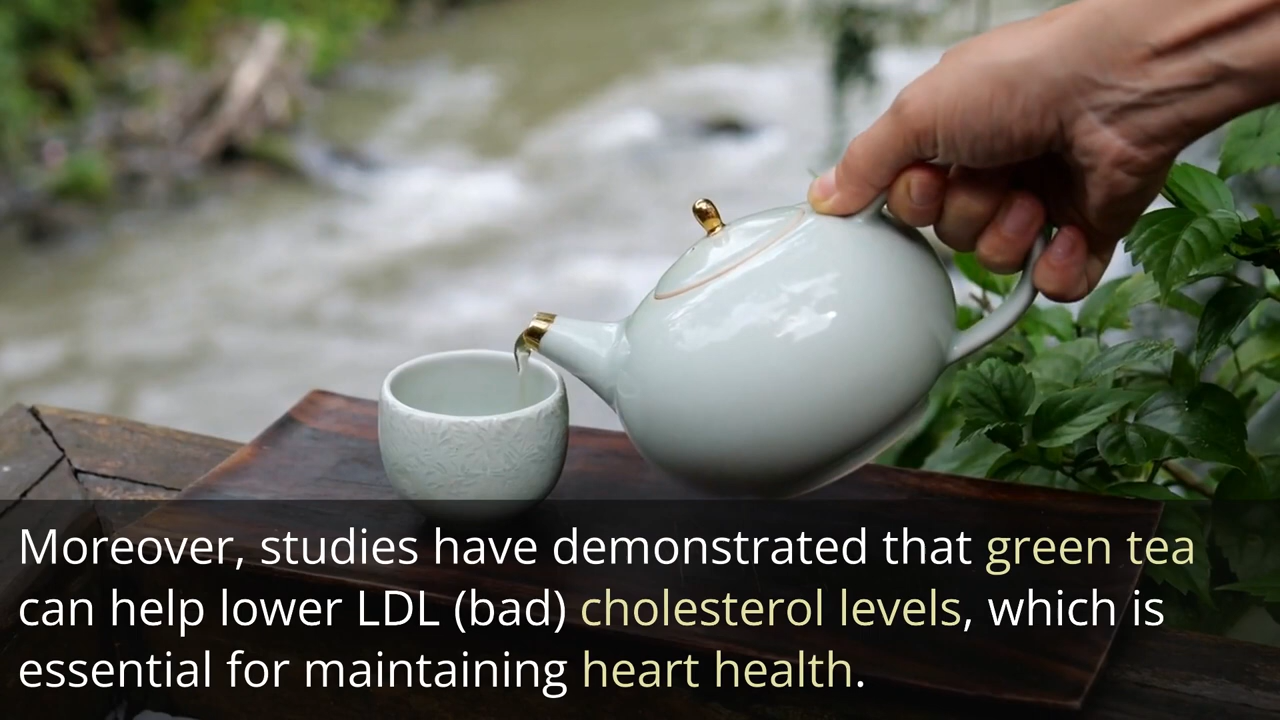 Moreover, studies have demonstrated that green tea
can help lower LDL (bad) cholesterol levels, which is
essential for maintaining heart health.